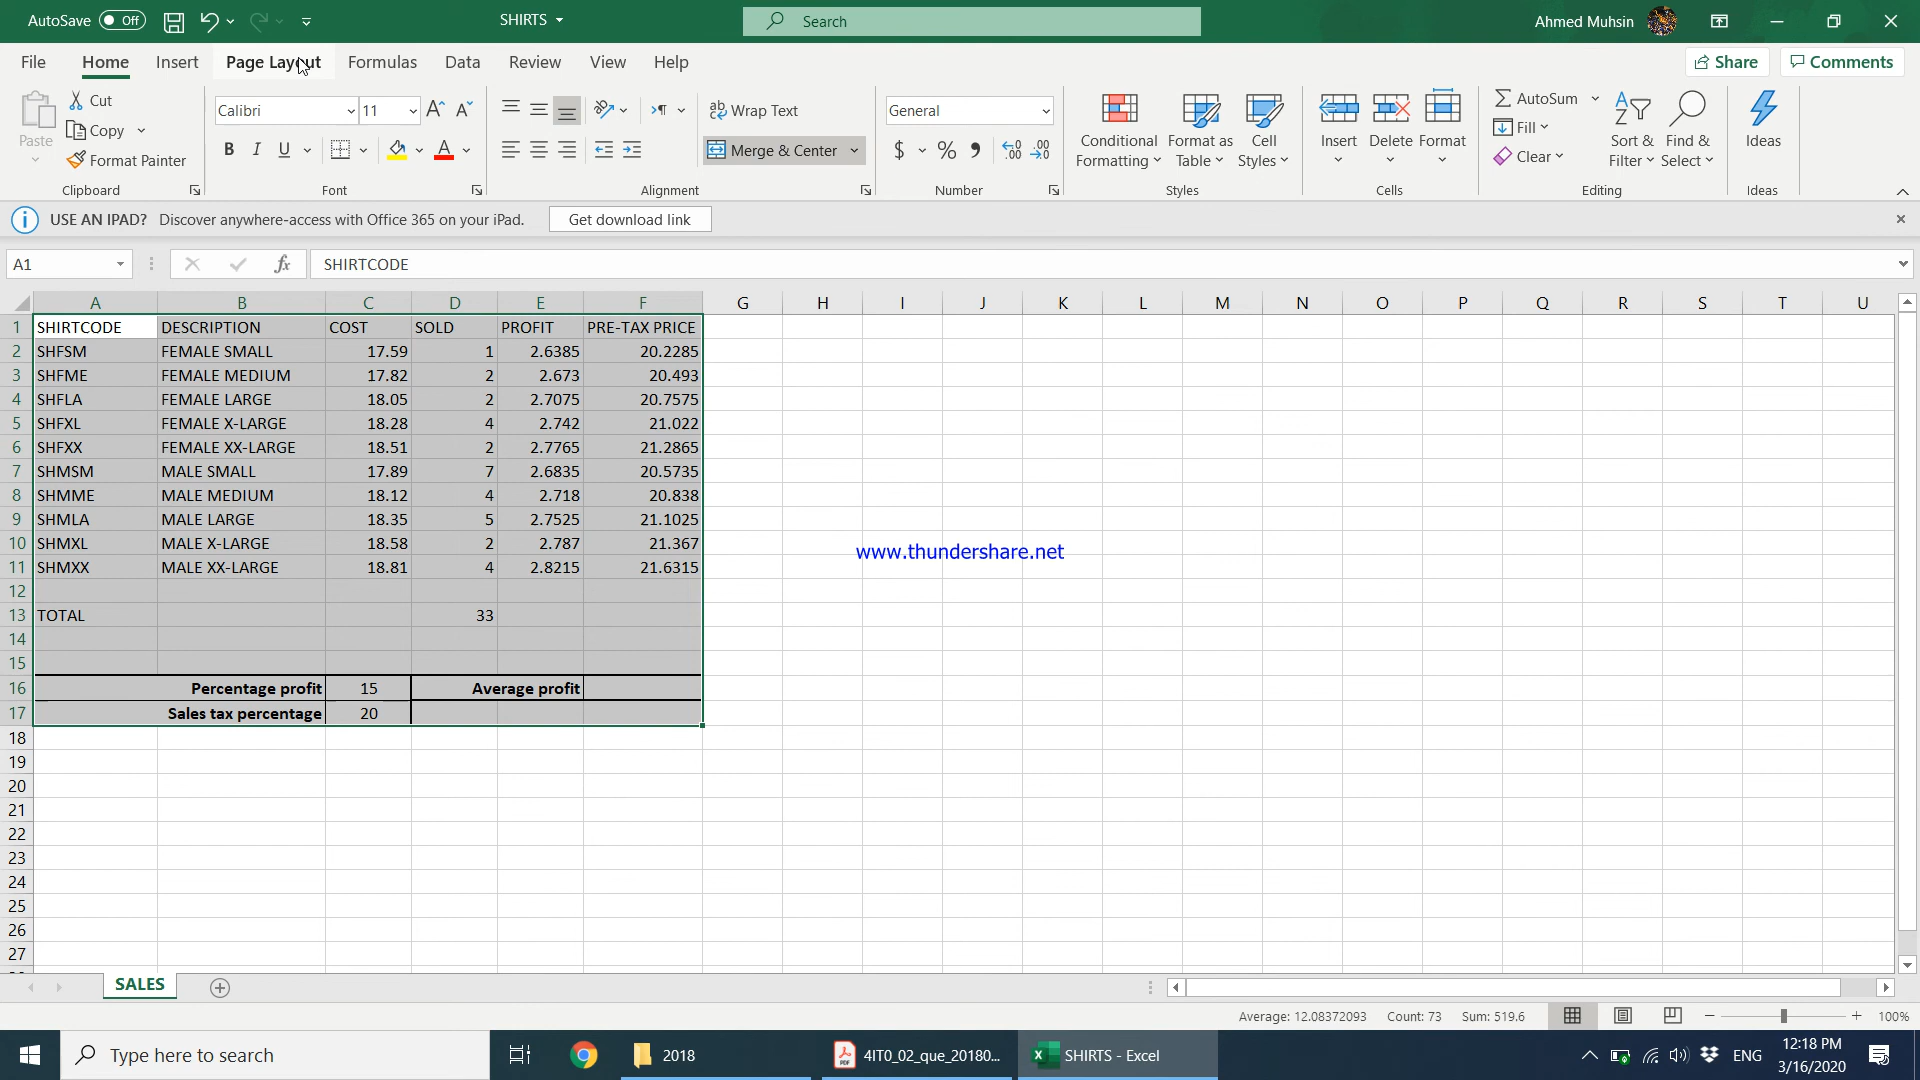 AutoSave Off SHIRTS Search Ahmed Muhsin
File Home Insert Page Layout Formulas Data Review View Help Share Comments
Paste Cut Copy Format Painter Clipboard
Calibri 11 B I U A Font
Wrap Text Merge & Center Alignment
General $ % Number
Conditional Formatting Format as Table Cell Styles Styles
Insert Delete Format Cells
AutoSum Fill Clear Sort & Filter Find & Select Editing
Ideas Ideas
USE AN IPAD? Discover anywhere-access with Office 365 on your iPad. Get download link
A1 fx SHIRTCODE
A B C D E F G H I J K L M N O P Q R S T U
1 SHIRTCODE DESCRIPTION COST SOLD PROFIT PRE-TAX PRICE
2 SHFSM FEMALE SMALL 17.59 1 2.6385 20.2285
3 SHFME FEMALE MEDIUM 17.82 2 2.673 20.493
4 SHFLA FEMALE LARGE 18.05 2 2.7075 20.7575
5 SHFXL FEMALE X-LARGE 18.28 4 2.742 21.022
6 SHFXX FEMALE XX-LARGE 18.51 2 2.7765 21.2865
7 SHMSM MALE SMALL 17.89 7 2.6835 20.5735
8 SHMME MALE MEDIUM 18.12 4 2.718 20.838
9 SHMLA MALE LARGE 18.35 5 2.7525 21.1025
10 SHMXL MALE X-LARGE 18.58 2 2.787 21.367
www.thundershare.net
11 SHMXX MALE XX-LARGE 18.81 4 2.8215 21.6315
12
13 TOTAL 33
14
15
16 Percentage profit 15 Average profit
17 Sales tax percentage 20
18
19
20
21
22
23
24
25
26
27
SALES
Average: 12.08372093 Count: 73 Sum: 519.6 100%
Type here to search 2018 4IT0_02_que_20180... SHIRTS - Excel ENG 12:18 PM
3/16/2020